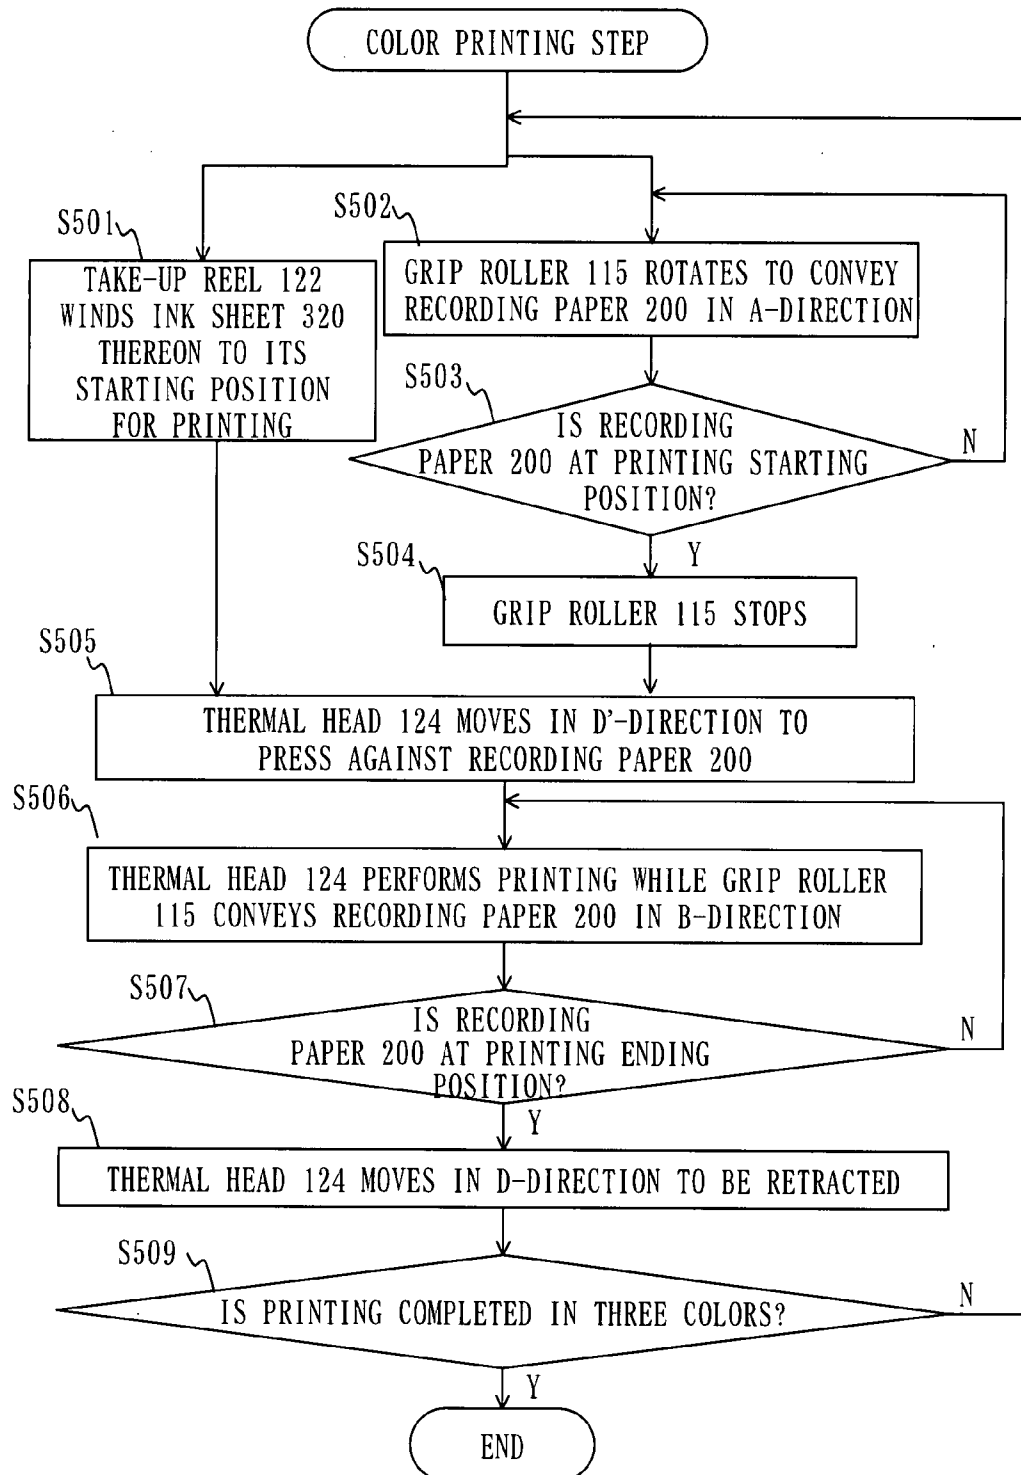 COLOR PRINTING STEP
S501
TAKE-UP REEL 122
WINDS INK SHEET 320
THEREON TO ITS
STARTING POSITION
FOR PRINTING
S502
GRIP ROLLER 115 ROTATES TO CONVEY
RECORDING PAPER 200 IN A-DIRECTION
S503
IS RECORDING
PAPER 200 AT PRINTING STARTING
POSITION?
N
Y
S504
GRIP ROLLER 115 STOPS
S505
THERMAL HEAD 124 MOVES IN D'-DIRECTION TO
PRESS AGAINST RECORDING PAPER 200
S506
THERMAL HEAD 124 PERFORMS PRINTING WHILE GRIP ROLLER
115 CONVEYS RECORDING PAPER 200 IN B-DIRECTION
S507
IS RECORDING
PAPER 200 AT PRINTING ENDING
POSITION?
N
Y
S508
THERMAL HEAD 124 MOVES IN D-DIRECTION TO BE RETRACTED
S509
IS PRINTING COMPLETED IN THREE COLORS?
N
Y
END